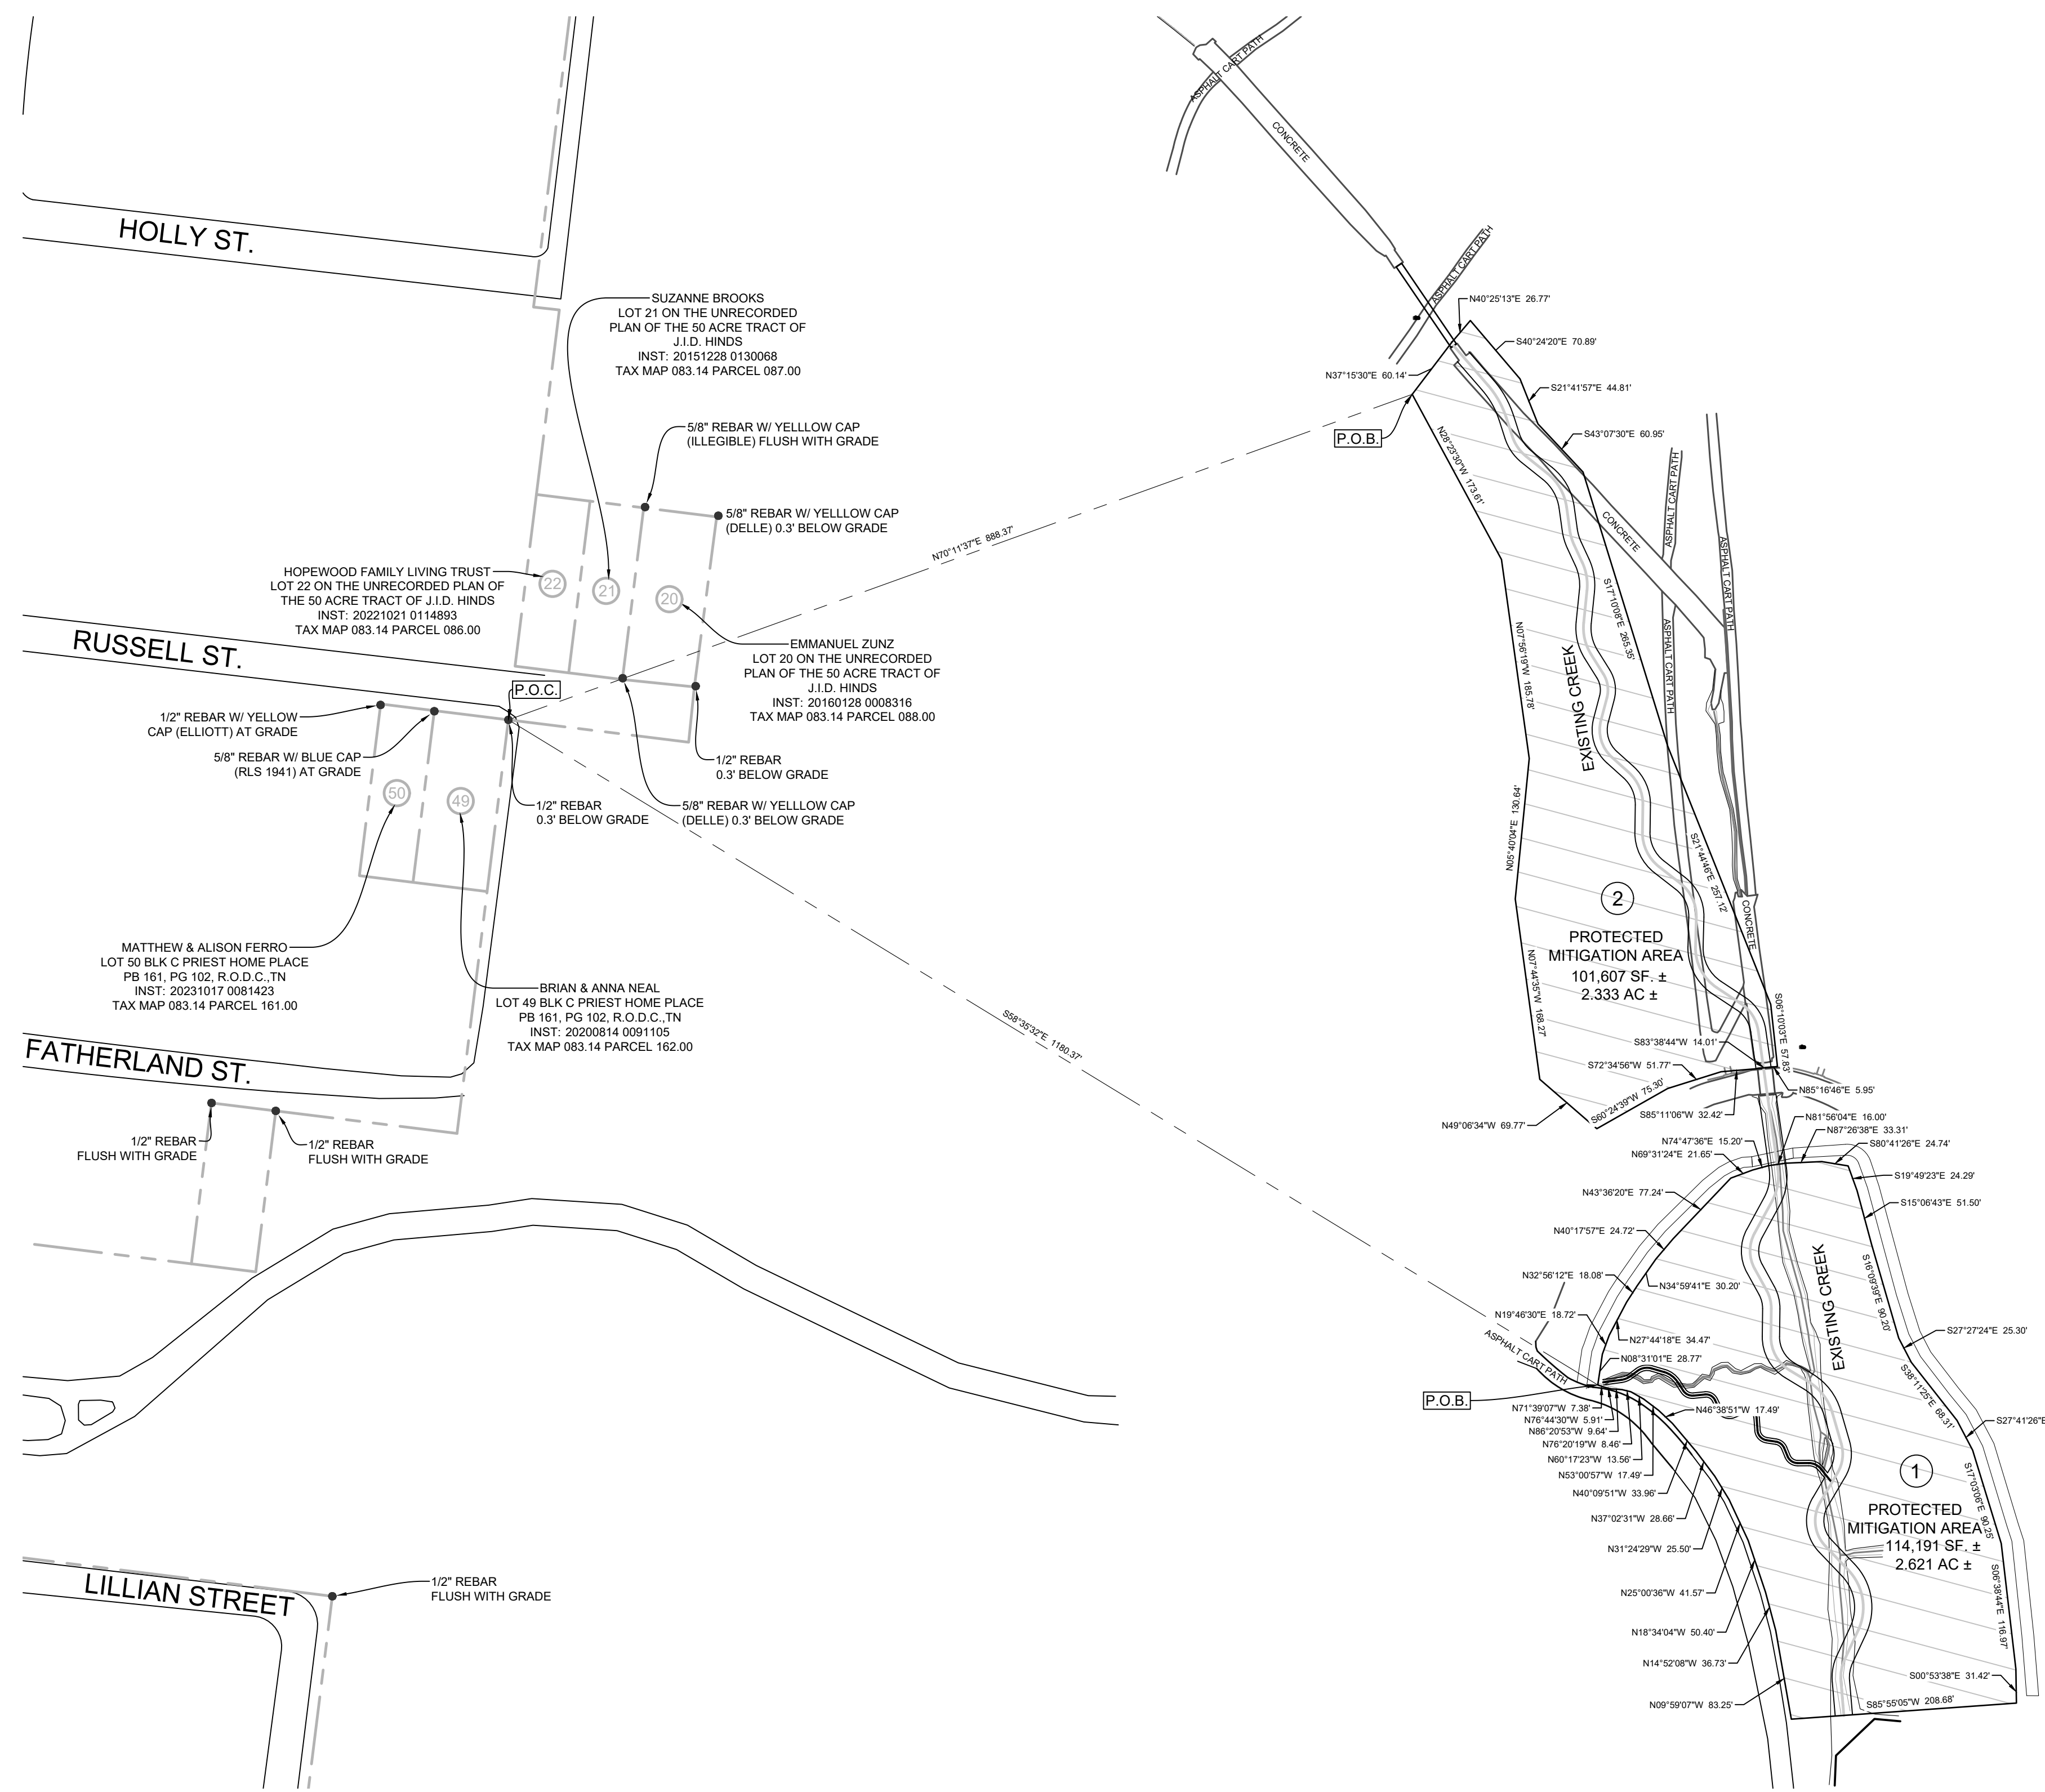 HOLLY ST.
SUZANNE BROOKS
LOT 21 ON THE UNRECORDED
PLAN OF THE 50 ACRE TRACT OF
J.I.D. HINDS
INST: 20151228 0130068
TAX MAP 083.14 PARCEL 087.00
5/8" REBAR W/ YELLLOW CAP
(ILLEGIBLE) FLUSH WITH GRADE
5/8" REBAR W/ YELLLOW CAP
(DELLE) 0.3' BELOW GRADE
HOPEWOOD FAMILY LIVING TRUST
LOT 22 ON THE UNRECORDED PLAN OF
THE 50 ACRE TRACT OF J.I.D. HINDS
INST: 20221021 0114893
TAX MAP 083.14 PARCEL 086.00
22
21
20
RUSSELL ST.
EMMANUEL ZUNZ
LOT 20 ON THE UNRECORDED
PLAN OF THE 50 ACRE TRACT OF
J.I.D. HINDS
INST: 20160128 0008316
TAX MAP 083.14 PARCEL 088.00
P.O.C.
1/2" REBAR W/ YELLOW
CAP (ELLIOTT) AT GRADE
5/8" REBAR W/ BLUE CAP
(RLS 1941) AT GRADE
50
49
1/2" REBAR
0.3' BELOW GRADE
1/2" REBAR
0.3' BELOW GRADE
5/8" REBAR W/ YELLLOW CAP
(DELLE) 0.3' BELOW GRADE
MATTHEW & ALISON FERRO
LOT 50 BLK C PRIEST HOME PLACE
PB 161, PG 102, R.O.D.C.,TN
INST: 20231017 0081423
TAX MAP 083.14 PARCEL 161.00
BRIAN & ANNA NEAL
LOT 49 BLK C PRIEST HOME PLACE
PB 161, PG 102, R.O.D.C.,TN
INST: 20200814 0091105
TAX MAP 083.14 PARCEL 162.00
FATHERLAND ST.
1/2" REBAR
FLUSH WITH GRADE
1/2" REBAR
FLUSH WITH GRADE
LILLIAN STREET
1/2" REBAR
FLUSH WITH GRADE
N70°11'37"E 888.37'
S58°35'32"E 1180.37'
ASPHALT CART PATH
CONCRETE
ASPHALT CART PATH
N40°25'13"E 26.77'
S40°24'20"E 70.89'
N37°15'30"E 60.14'
S21°41'57"E 44.81'
P.O.B.
S43°07'30"E 60.95'
N28°23'30"W 173.61'
CONCRETE
ASPHALT CART PATH
ASPHALT CART PATH
S17°10'08"E 265.35'
N07°56'19"W 185.78'
EXISTING CREEK
ASPHALT CART PATH
N05°40'04"E 130.64'
S21°44'46"E 257.12'
2
PROTECTED
MITIGATION AREA
101,607 SF. ±
2.333 AC ±
CONCRETE
N07°44'35"W 168.27'
S06°10'03"E 57.83'
S83°38'44"W 14.01'
S72°34'56"W 51.77'
S60°24'39"W 75.30'
N85°16'46"E 5.95'
S85°11'06"W 32.42'
N49°06'34"W 69.77'
N81°56'04"E 16.00'
N87°26'38"E 33.31'
N74°47'36"E 15.20'
S80°41'26"E 24.74'
N69°31'24"E 21.65'
S19°49'23"E 24.29'
N43°36'20"E 77.24'
S15°06'43"E 51.50'
N40°17'57"E 24.72'
N32°56'12"E 18.08'
N34°59'41"E 30.20'
S16°09'39"E 90.20'
EXISTING CREEK
N19°46'30"E 18.72'
N27°44'18"E 34.47'
S27°27'24"E 25.30'
ASPHALT CART PATH
N08°31'01"E 28.77'
S38°11'25"E 68.31'
P.O.B.
N71°39'07"W 7.38'
N46°38'51"W 17.49'
N76°44'30"W 5.91'
S27°41'26"E
N86°20'53"W 9.64'
N76°20'19"W 8.46'
N60°17'23"W 13.56'
N53°00'57"W 17.49'
1
N40°09'51"W 33.96'
S17°03'06"E 90.25'
PROTECTED
MITIGATION AREA
114,191 SF. ±
2.621 AC ±
N37°02'31"W 28.66'
N31°24'29"W 25.50'
N25°00'36"W 41.57'
S06°38'44"E 116.97'
N18°34'04"W 50.40'
N14°52'08"W 36.73'
S00°53'38"E 31.42'
N09°59'07"W 83.25'
S85°55'05"W 208.68'